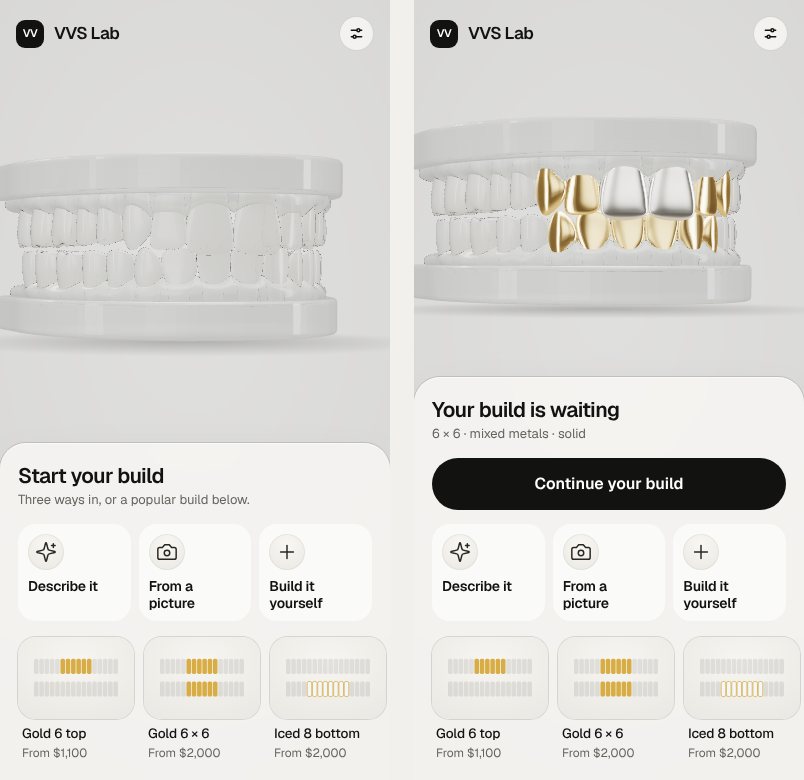 VV VVS Lab
Start your build
Three ways in, or a popular build below.
Describe it
From a
picture
Build it
yourself
Gold 6 top
From $1,100
Gold 6 × 6
From $2,000
Iced 8 bottom
From $2,000
VV VVS Lab
Your build is waiting
6 × 6 · mixed metals · solid
Continue your build
Describe it
From a
picture
Build it
yourself
Gold 6 top
From $1,100
Gold 6 × 6
From $2,000
Iced 8 bottom
From $2,000